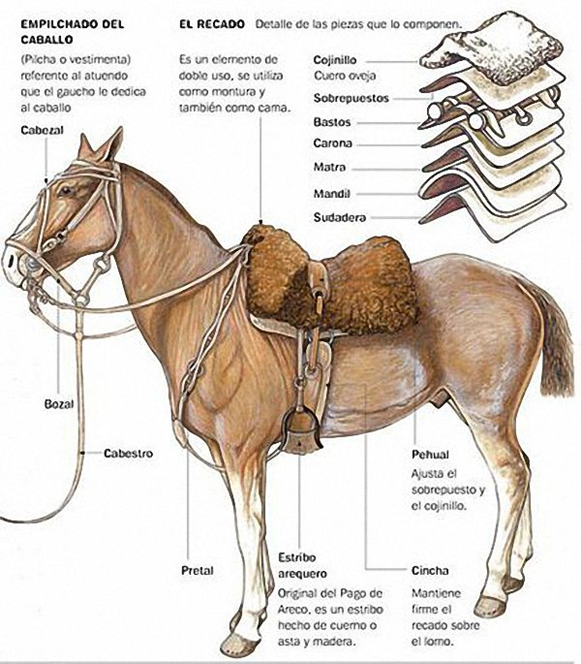 EMPILCHADO DEL
CABALLO
(Pilcha o vestimenta)
referente al atuendo
que el gaucho le dedica
al caballo
Cabezal
EL RECADO Detalle de las piezas que lo componen.
Es un elemento de
doble uso, se utiliza
como montura y
también como cama.
Cojinillo
Cuero oveja
Sobrepuestos
Bastos
Carona
Matra
Mandil
Sudadera
Bozal
Cabestro
Pretal
Estribo
arequero
Original del Pago de
Areco, es un estribo
hecho de cuerno o
asta y madera.
Pehual
Ajusta el
sobrepuesto y
el cojinillo.
Cincha
Mantiene
firme el
recado sobre
el lomo.